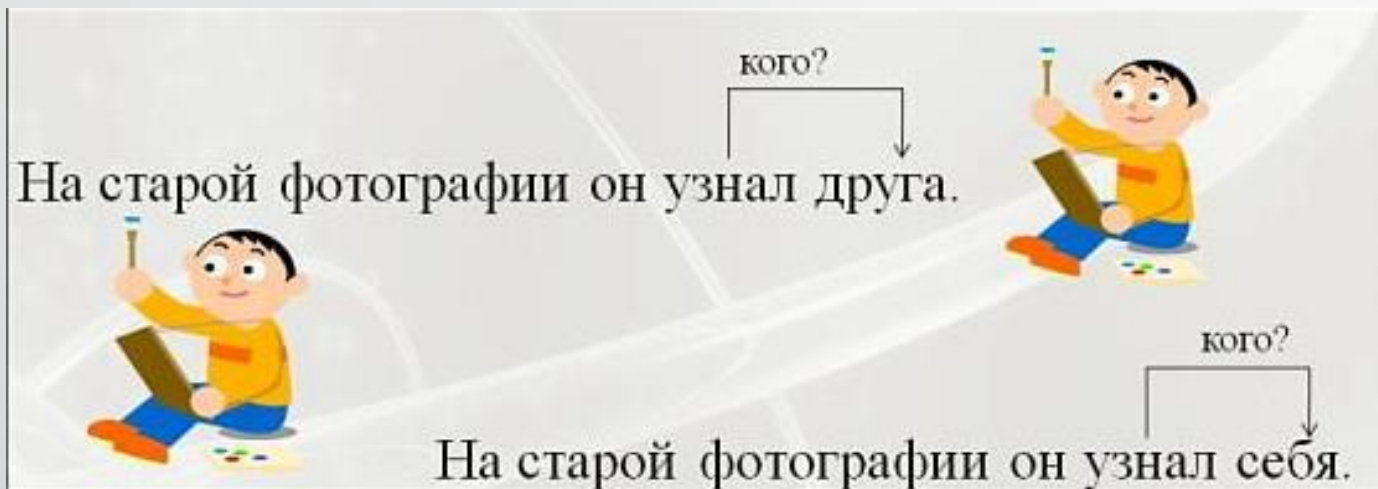 кого?
На старой фотографии он узнал друга.
кого?
На старой фотографии он узнал себя.